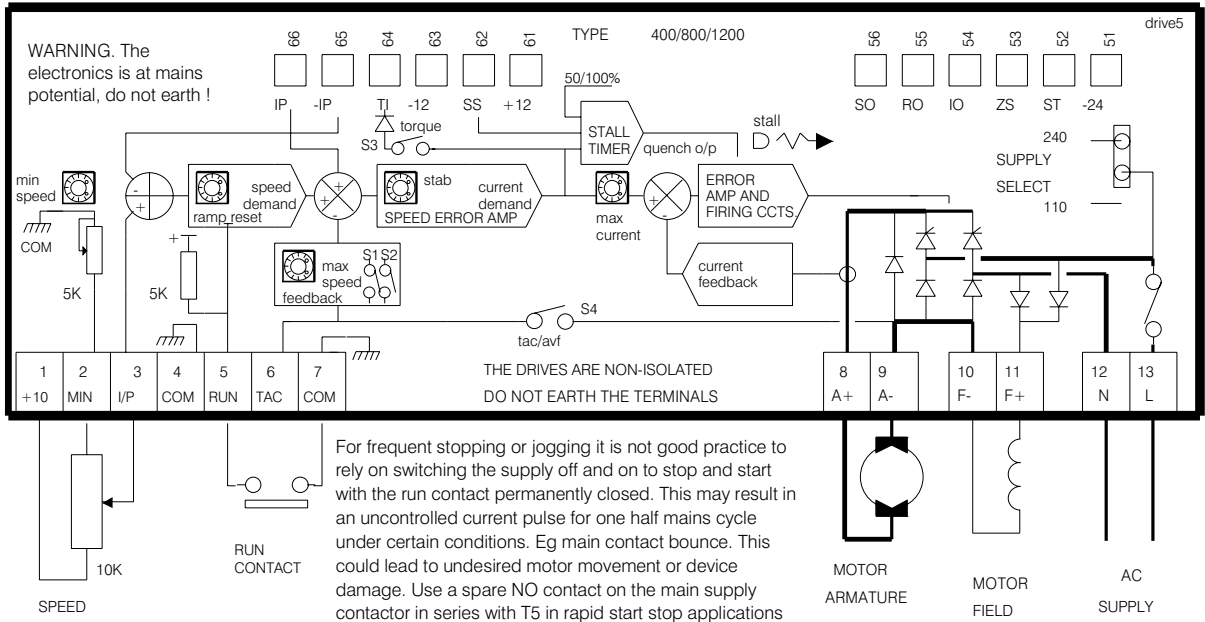 drive5
WARNING. The
electronics is at mains
potential, do not earth !
66 65 64 63 62 61
TYPE 400/800/1200
56 55 54 53 52 51
IP -IP TI -12 SS +12
50/100%
SO RO IO ZS ST -24
S3
torque
STALL
TIMER
stall
quench o/p
240
SUPPLY
SELECT
110
min
speed
COM
5K
-
+
speed
demand
ramp reset
+
+
-
stab
current
demand
SPEED ERROR AMP
max
current
+
-
ERROR
AMP AND
FIRING CCTS.
+
5K
max
speed
feedback
S1 S2
current
feedback
S4
tac/avf
THE DRIVES ARE NON-ISOLATED
DO NOT EARTH THE TERMINALS
1 2 3 4 5 6 7
+10 MIN I/P COM RUN TAC COM
8 9 10 11 12 13
A+ A- F- F+ N L
10K
SPEED
RUN
CONTACT
For frequent stopping or jogging it is not good practice to
rely on switching the supply off and on to stop and start
with the run contact permanently closed. This may result in
an uncontrolled current pulse for one half mains cycle
under certain conditions. Eg main contact bounce. This
could lead to undesired motor movement or device
damage. Use a spare NO contact on the main supply
contactor in series with T5 in rapid start stop applications
MOTOR
ARMATURE
MOTOR
FIELD
AC
SUPPLY